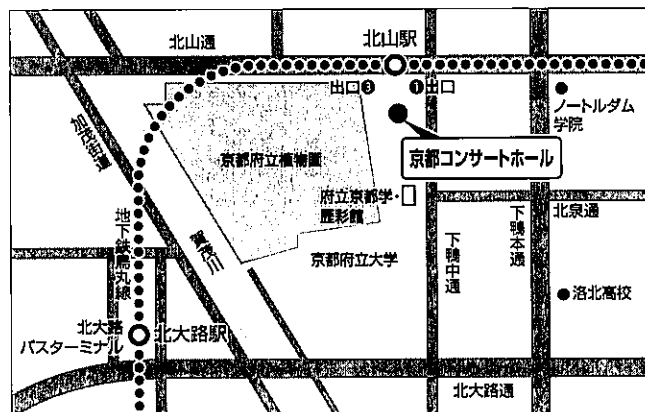 北山通
北山駅
出口❸
❶出口
ノートルダム
学院
加茂街道
京都府立植物園
京都コンサートホール
府立京都学・
歴彩館
北泉通
地下鉄烏丸線
賀茂川
京都府立大学
下鴨中通
下鴨本通
洛北高校
北大路
バスターミナル
北大路駅
北大路通